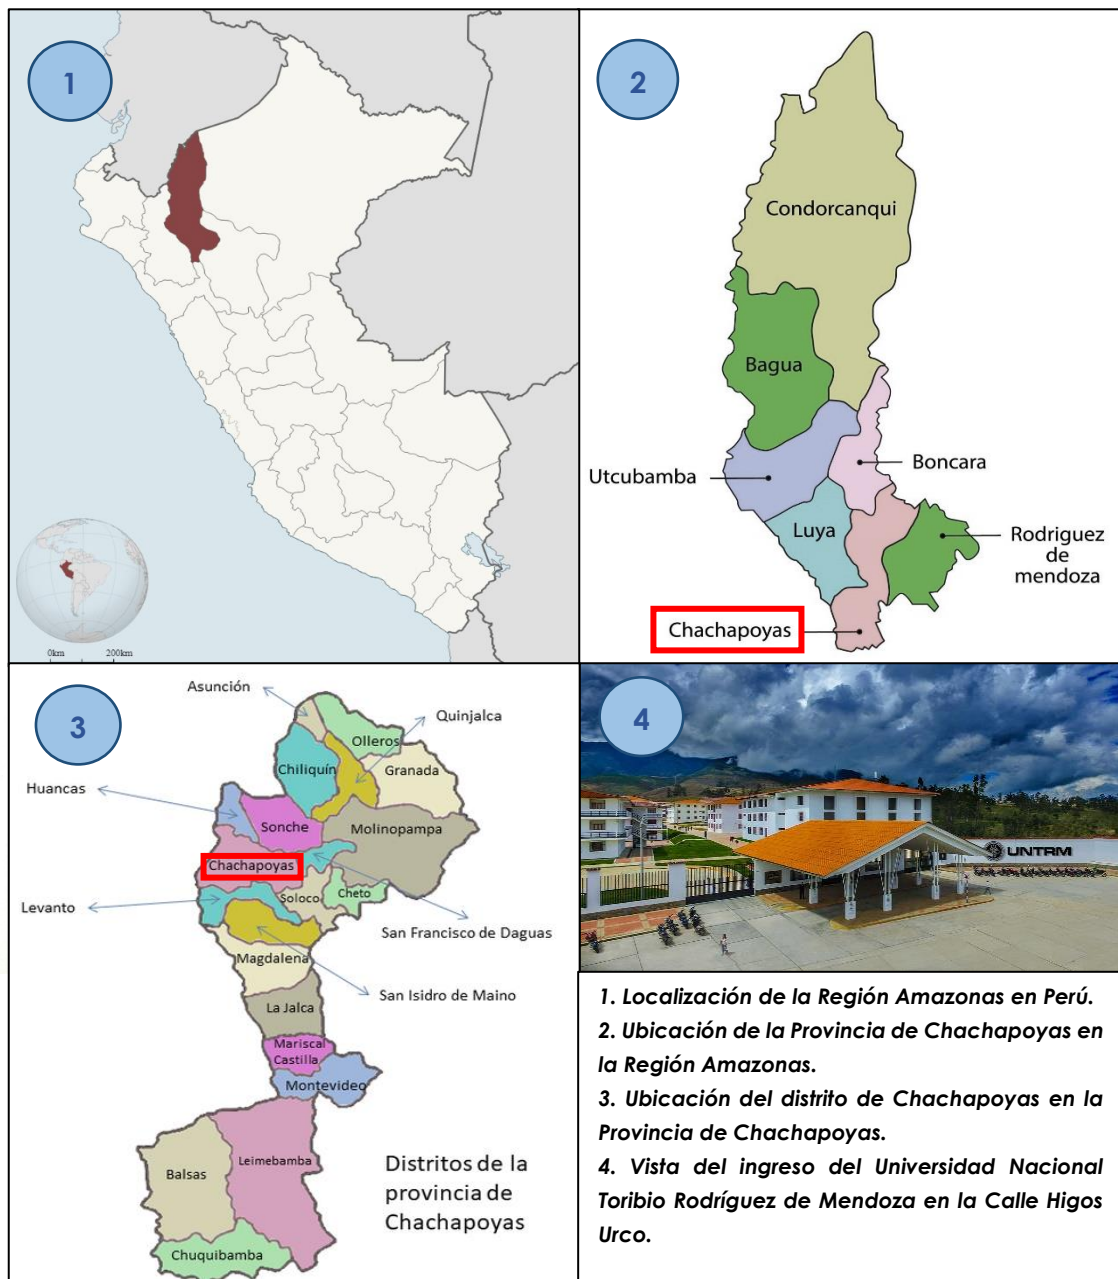 1
0km 200km
2
Condorcanqui
Bagua
Boncara
Utcubamba
Luya
Rodriguez
de
mendoza
Chachapoyas
3
Asunción
Quinjalca
Olleros
Chiliquín
Granada
Huancas
Sonche
Molinopampa
Chachapoyas
Soloco
Cheto
Levanto
San Francisco de Daguas
Magdalena
San Isidro de Maino
La Jalca
Mariscal
Castilla
Montevideo
Balsas
Leimebamba
Distritos de la
provincia de
Chachapoyas
Chuquibamba
4
UNTRM
1. Localización de la Región Amazonas en Perú.
2. Ubicación de la Provincia de Chachapoyas en
la Región Amazonas.
3. Ubicación del distrito de Chachapoyas en la
Provincia de Chachapoyas.
4. Vista del ingreso del Universidad Nacional
Toribio Rodríguez de Mendoza en la Calle Higos
Urco.